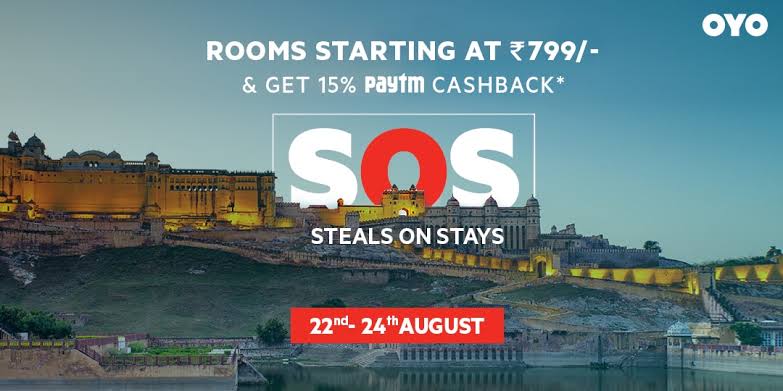 OYO
ROOMS STARTING AT ₹799/-
& GET 15% Paytm CASHBACK*
SOS
STEALS ON STAYS
22nd- 24th AUGUST